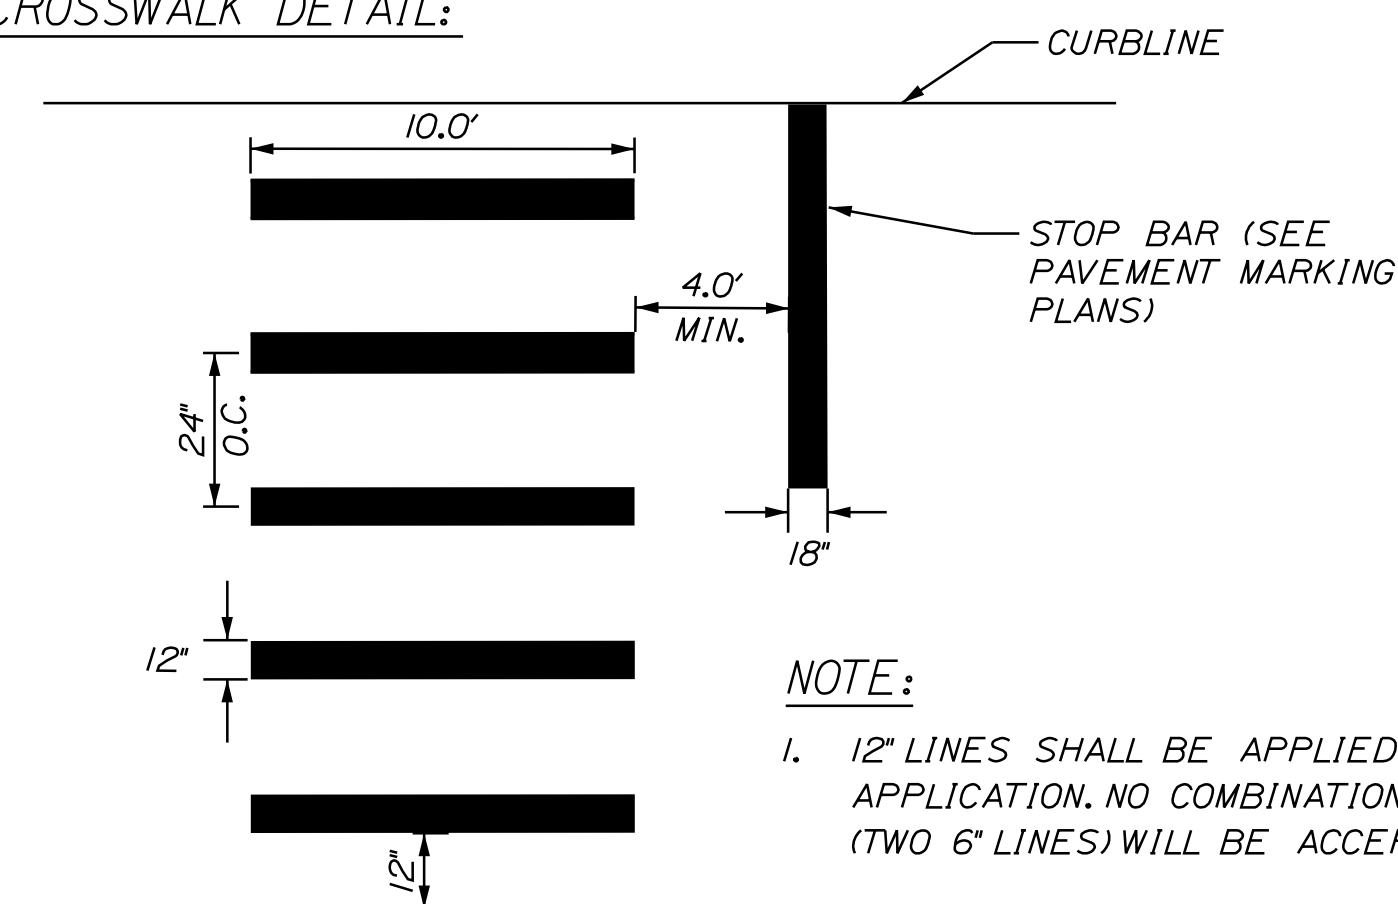 CROSSWALK DETAIL:
CURBLINE
10.0'
STOP BAR (SEE
PAVEMENT MARKING
PLANS)
4.0'
MIN.
24"
O.C.
18"
12"
NOTE:
1. 12" LINES SHALL BE APPLIED
APPLICATION. NO COMBINATION
(TWO 6" LINES) WILL BE
12"